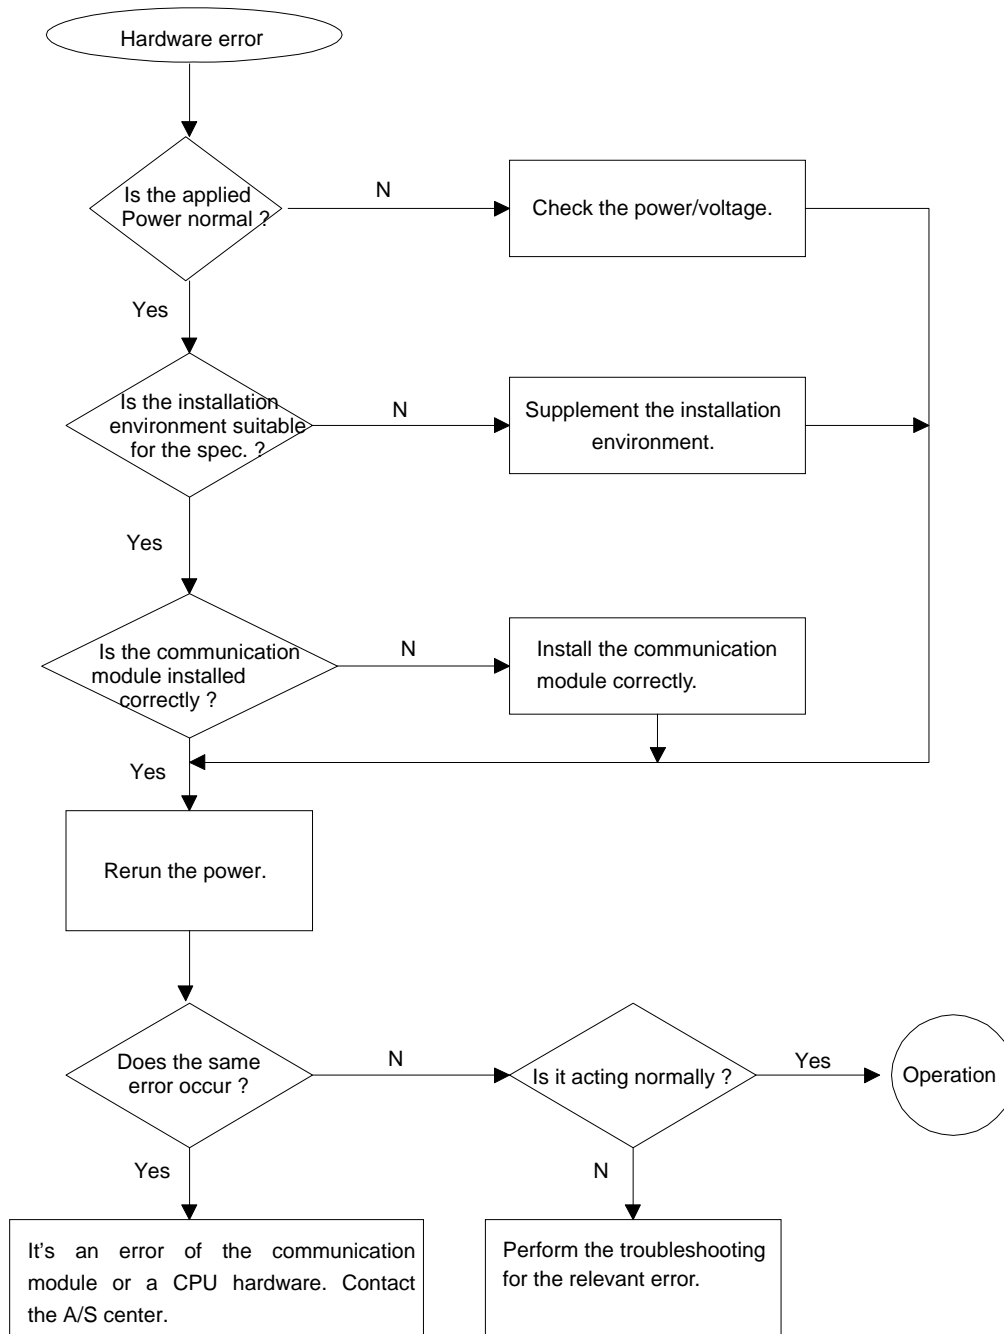 Hardware error
Is the applied
Power normal ?
N
Check the power/voltage.
Yes
Is the installation
environment suitable
for the spec. ?
N
Supplement the installation
environment.
Yes
Is the communication
module installed
correctly ?
N
Install the communication
module correctly.
Yes
Rerun the power.
Does the same
error occur ?
N
Is it acting normally ?
Yes
Operation
Yes
N
It's an error of the communication
module or a CPU hardware. Contact
the A/S center.
Perform the troubleshooting
for the relevant error.